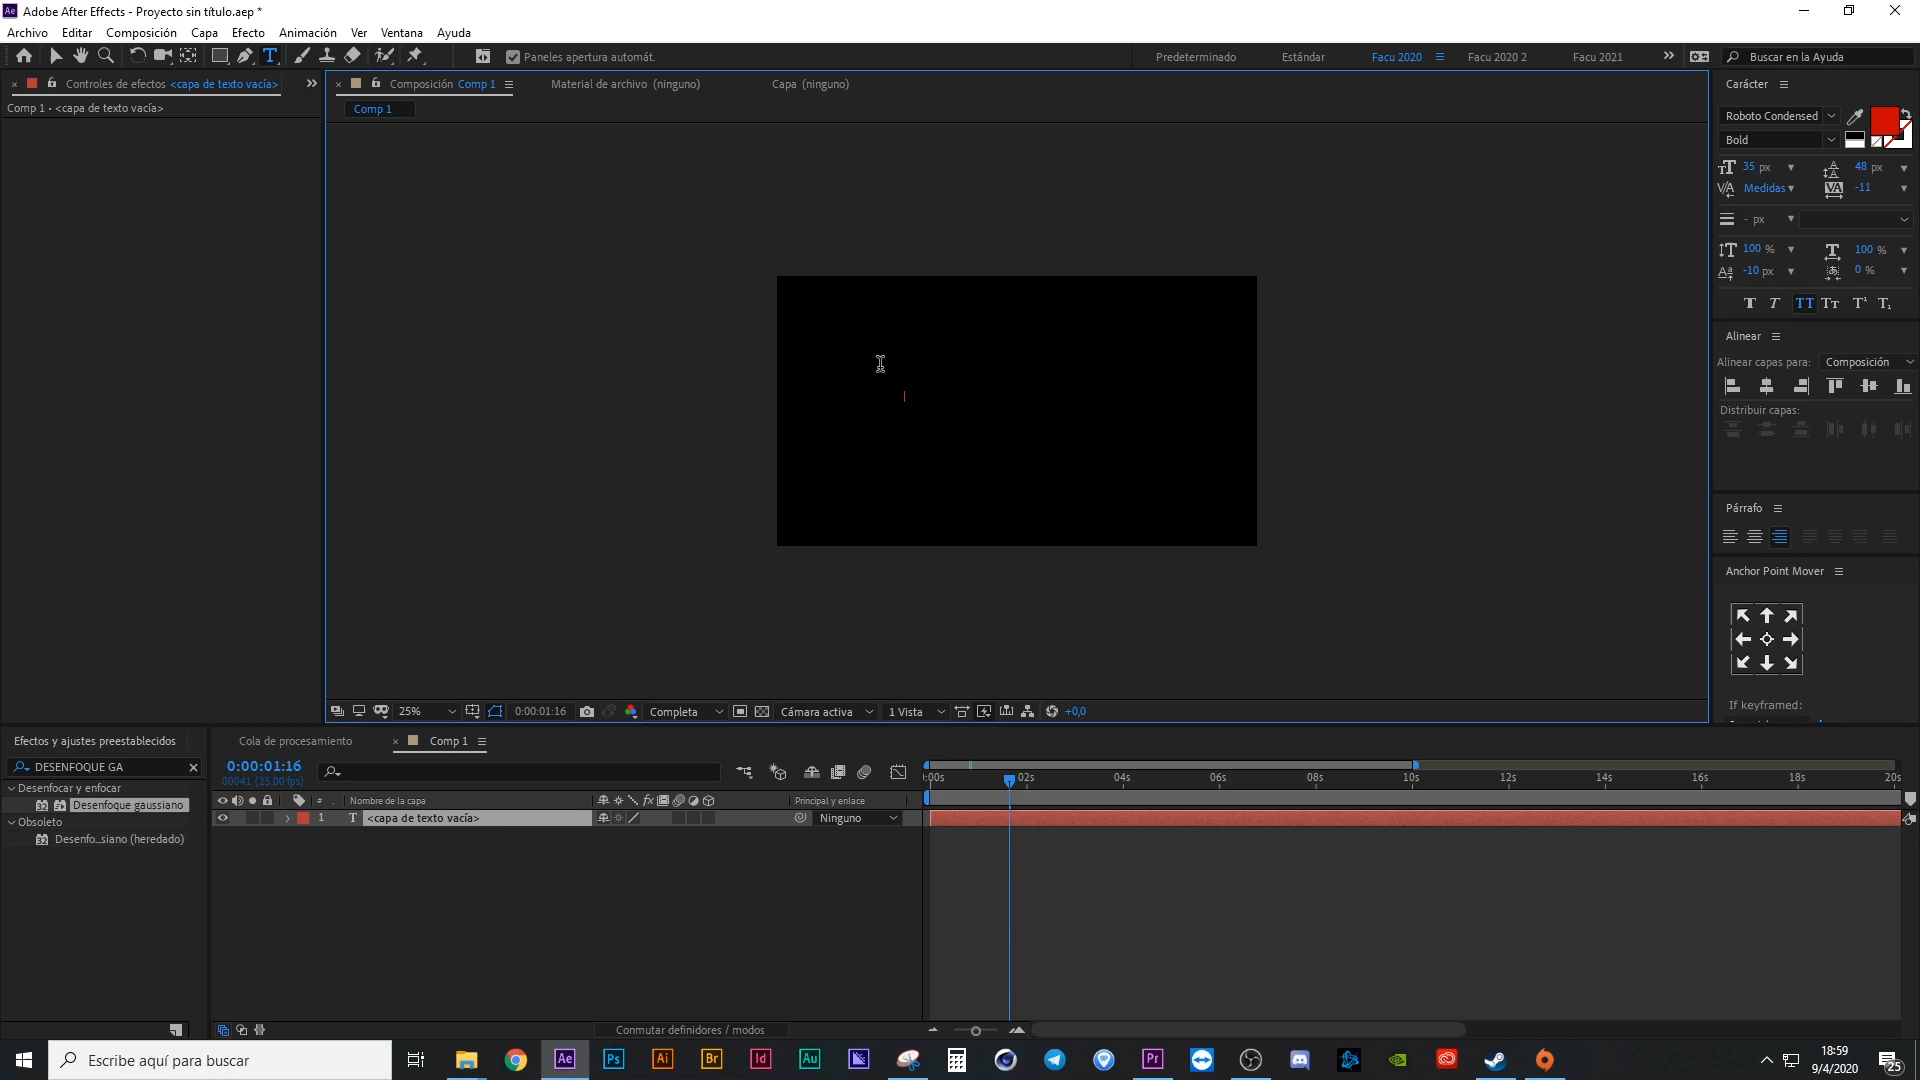 Adobe After Effects - Proyecto sin título.aep *
Archivo Editar Composición Capa Efecto Animación Ver Ventana Ayuda
Paneles apertura automát. Predeterminado Estándar Facu 2020 Facu 2020 2 Facu 2021 Buscar en la Ayuda
Controles de efectos <capa de texto vacía>
Comp 1 • <capa de texto vacía>
Composición Comp 1 Material de archivo (ninguno) Capa (ninguno)
Comp 1
Carácter
Roboto Condensed
Bold
35 px 48 px
Medidas -11
- px
100 % 100 %
-10 px 0 %
Alinear
Alinear capas para: Composición
Distribuir capas:
Párrafo
Anchor Point Mover
If keyframed:
25% 0:00:01:16 Completa Cámara activa 1 Vista +0,0
Efectos y ajustes preestablecidos
DESENFOQUE GA
Desenfocar y enfocar
Desenfoque gaussiano
Obsoleto
Desenfo...siano (heredado)
Cola de procesamiento Comp 1
0:00:01:16
00041 (25.00 fps)
:00s 02s 04s 06s 08s 10s 12s 14s 16s 18s 20s
# Nombre de la capa Principal y enlace
1 <capa de texto vacía> Ninguno
Conmutar definidores / modos
Escribe aquí para buscar
Ae Ps Ai Br Id Au Pr
18:59
9/4/2020
25